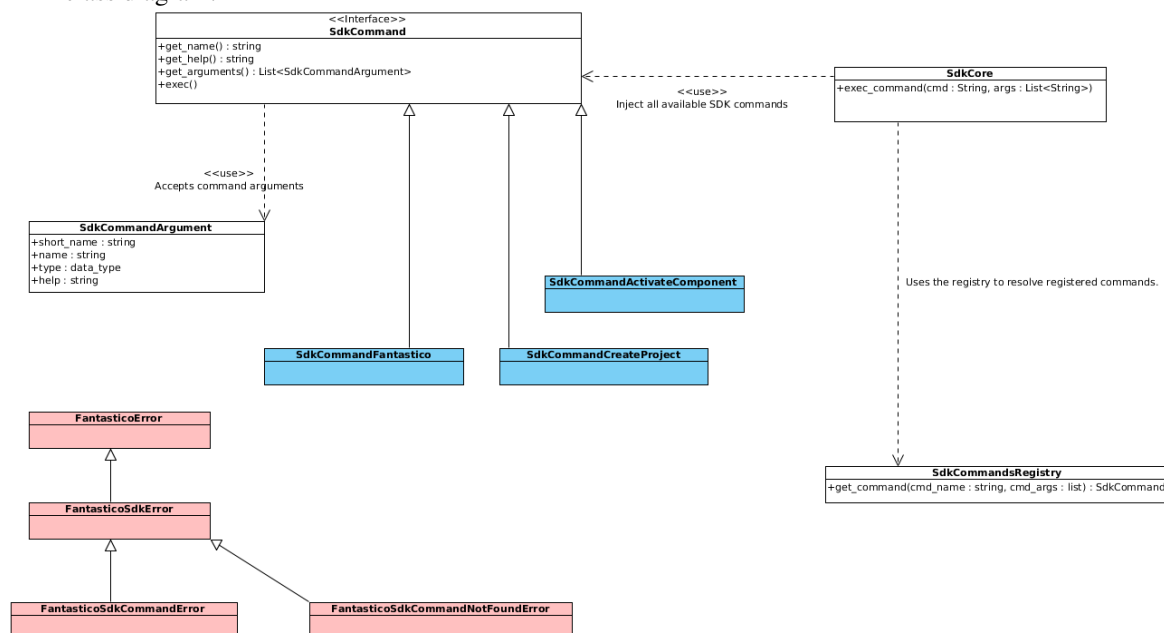 <<Interface>>
SdkCommand
+get_name() : string
+get_help() : string
+get_arguments() : List<SdkCommandArgument>
+exec()
SdkCore
+exec_command(cmd : String, args : List<String>)
<<use>>
Inject all available SDK commands
<<use>>
Accepts command arguments
SdkCommandArgument
+short_name : string
+name : string
+type : data_type
+help : string
SdkCommandActivateComponent
Uses the registry to resolve registered commands.
SdkCommandFantastico
SdkCommandCreateProject
FantasticoError
SdkCommandsRegistry
+get_command(cmd_name : string, cmd_args : list) : SdkCommand
FantasticoSdkError
FantasticoSdkCommandError
FantasticoSdkCommandNotFoundError